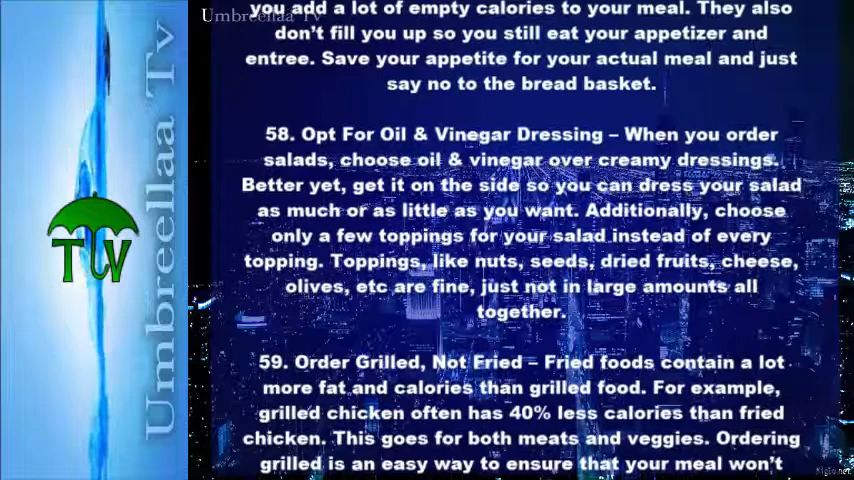 Umbreellaa Tv
TV
Umbreellaa Tv
you add a lot of empty calories to your meal. They also
don't fill you up so you still eat your appetizer and
entree. Save your appetite for your actual meal and just
say no to the bread basket.
58. Opt For Oil & Vinegar Dressing – When you order
salads, choose oil & vinegar over creamy dressings.
Better yet, get it on the side so you can dress your salad
as much or as little as you want. Additionally, choose
only a few toppings for your salad instead of every
topping. Toppings, like nuts, seeds, dried fruits, cheese,
olives, etc are fine, just not in large amounts all
together.
59. Order Grilled, Not Fried – Fried foods contain a lot
more fat and calories than grilled food. For example,
grilled chicken often has 40% less calories than fried
chicken. This goes for both meats and veggies. Ordering
grilled is an easy way to ensure that your meal won't